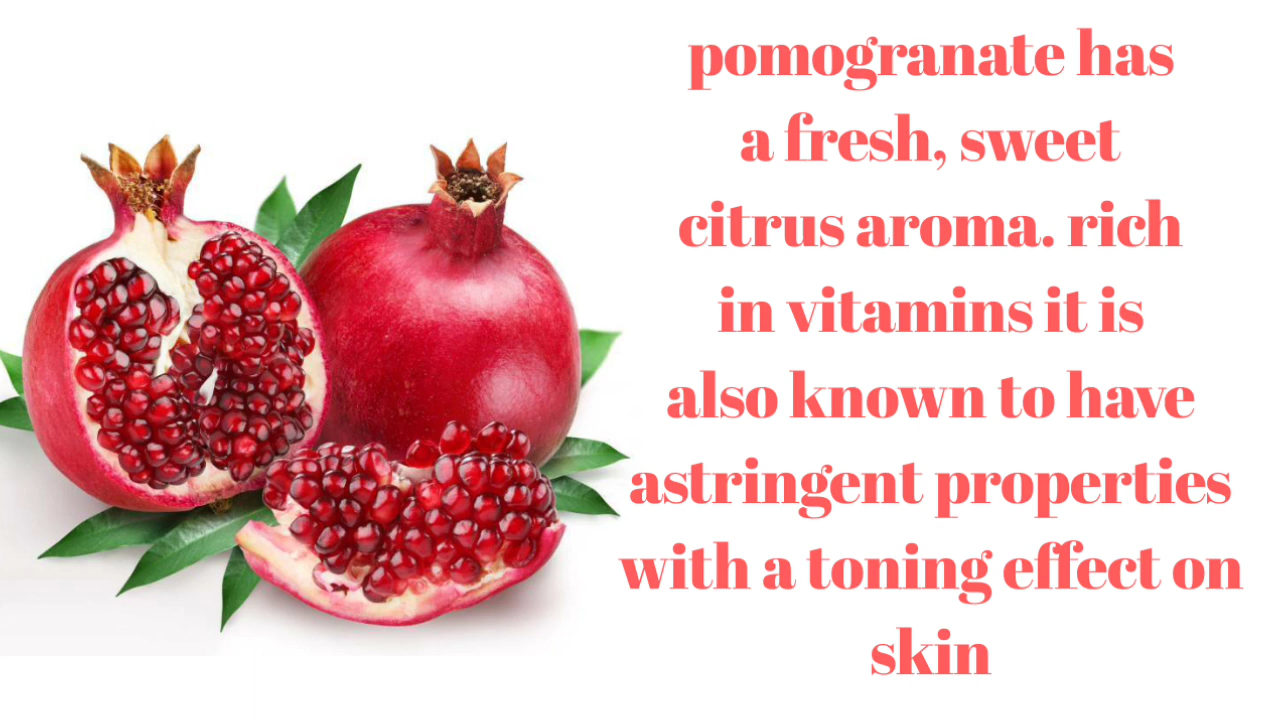 pomogranate has
a fresh, sweet
citrus aroma. rich
in vitamins it is
also known to have
astringent properties
with a toning effect on
skin